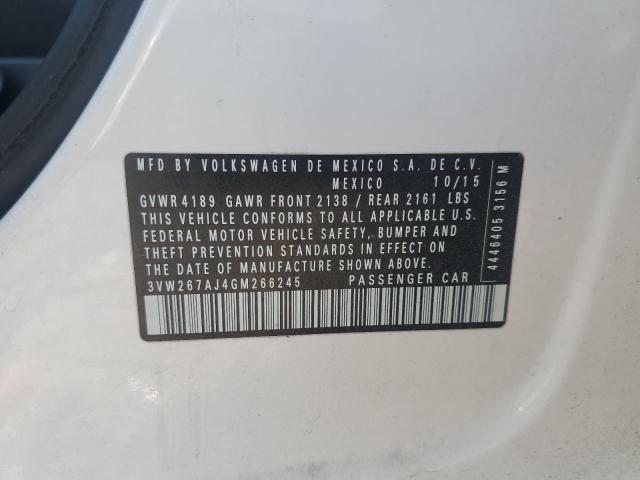 MFD BY VOLKSWAGEN DE MEXICO S.A. DE C.V.
MEXICO 10/15
GVWR 4189 GAWR FRONT 2138 / REAR 2161 LBS
THIS VEHICLE CONFORMS TO ALL APPLICABLE U.S.
FEDERAL MOTOR VEHICLE SAFETY, BUMPER AND
THEFT PREVENTION STANDARDS IN EFFECT ON
THE DATE OF MANUFACTURE SHOWN ABOVE.
3VW267AJ4GM266245 PASSENGER CAR
4446405 3156 M